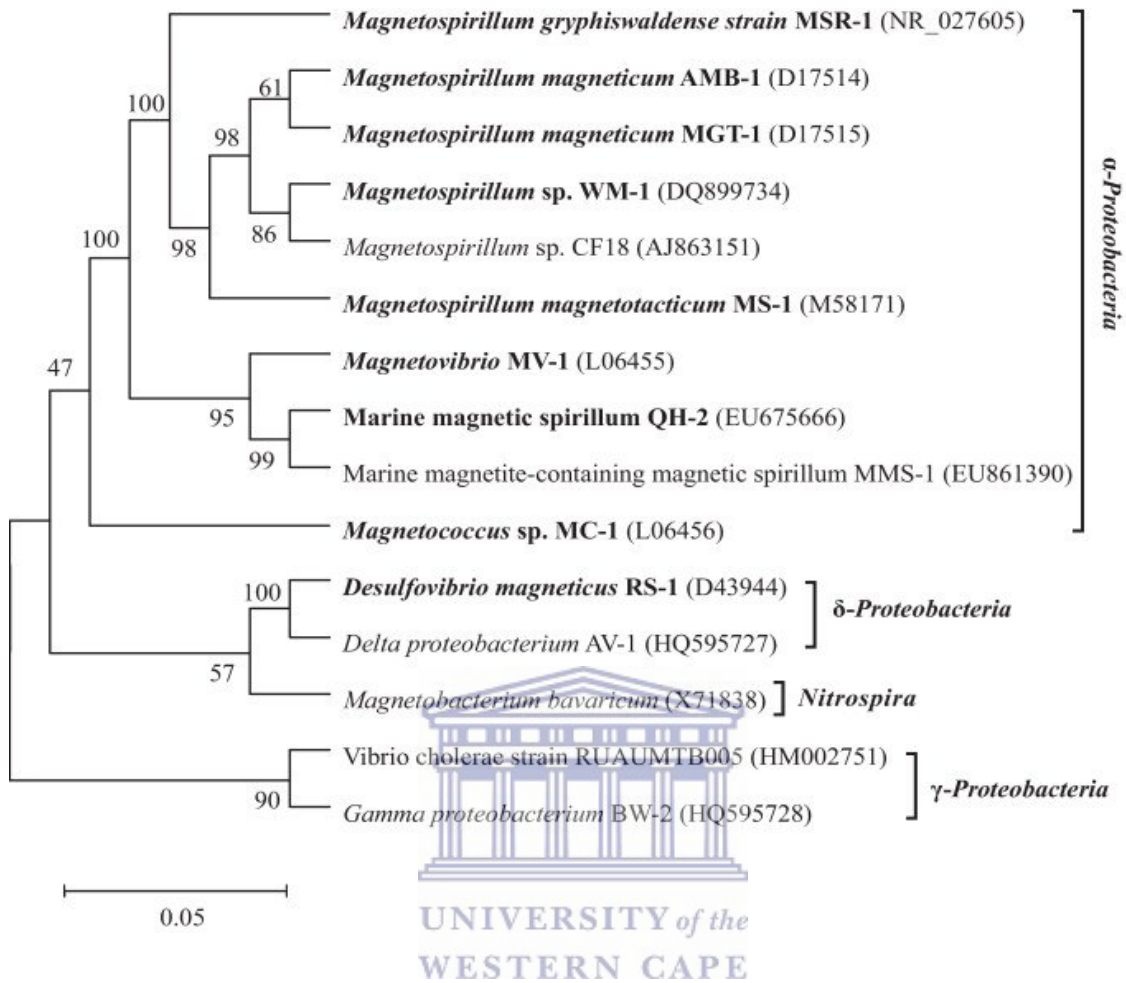 Magnetospirillum gryphiswaldense strain MSR-1 (NR_027605)
Magnetospirillum magneticum AMB-1 (D17514)
61
100
Magnetospirillum magneticum MGT-1 (D17515)
98
Magnetospirillum sp. WM-1 (DQ899734)
86
100
98
Magnetospirillum sp. CF18 (AJ863151)
α-Proteobacteria
Magnetospirillum magnetotacticum MS-1 (M58171)
Magnetovibrio MV-1 (L06455)
47
95
Marine magnetic spirillum QH-2 (EU675666)
99
Marine magnetite-containing magnetic spirillum MMS-1 (EU861390)
Magnetococcus sp. MC-1 (L06456)
Desulfovibrio magneticus RS-1 (D43944)
100
δ-Proteobacteria
Delta proteobacterium AV-1 (HQ595727)
57
Magnetobacterium bavaricum (X71838)
Nitrospira
Vibrio cholerae strain RUAUMTB005 (HM002751)
γ-Proteobacteria
90
Gamma proteobacterium BW-2 (HQ595728)
0.05
UNIVERSITY of the
WESTERN CAPE